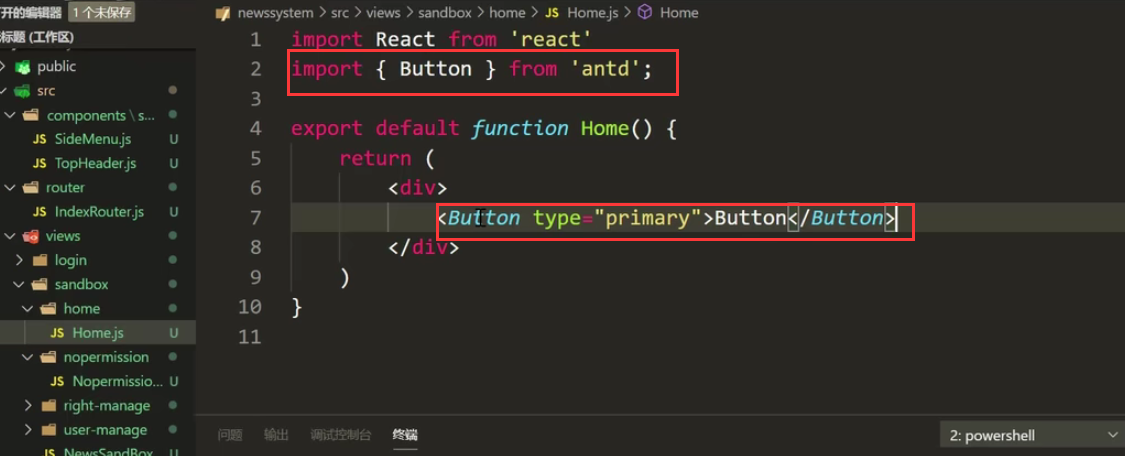 打开的编辑器 1 个未保存
无标题 (工作区)
public
src
components \ s...
JS SideMenu.js U
JS TopHeader.js U
router
JS IndexRouter.js U
views
login
sandbox
home
JS Home.js U
nopermission
JS Nopermissio... U
right-manage
user-manage
JS NewsSandBox U
newssystem > src > views > sandbox > home > JS Home.js > Home
1 import React from 'react'
2 import { Button } from 'antd';
3
4 export default function Home() {
5 return (
6 <div>
7 <Button type="primary">Button</Button>
8 </div>
9 )
10 }
11
问题 输出 调试控制台 终端
2: powershell